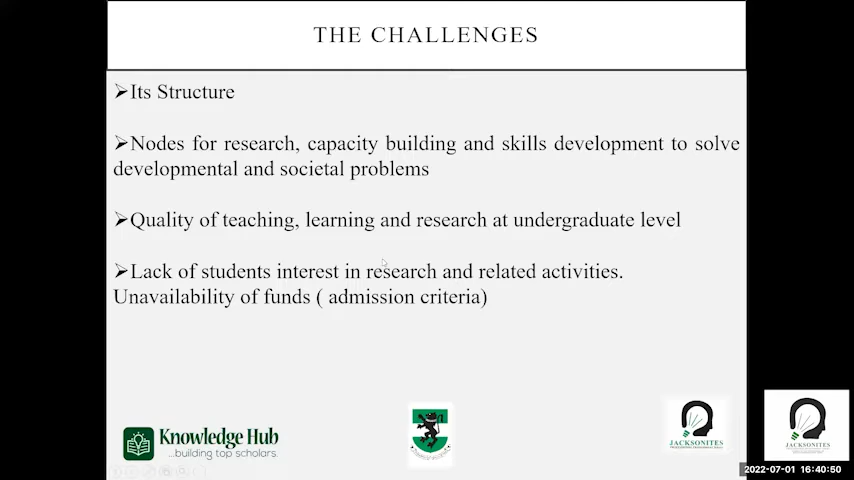 THE CHALLENGES
➢Its Structure
➢Nodes for research, capacity building and skills development to solve
developmental and societal problems
➢Quality of teaching, learning and research at undergraduate level
➢Lack of students interest in research and related activities.
Unavailability of funds ( admission criteria)
Knowledge Hub
...building top scholars.
JACKSONITES
JACKSONITES
2022-07-01 16:40:50